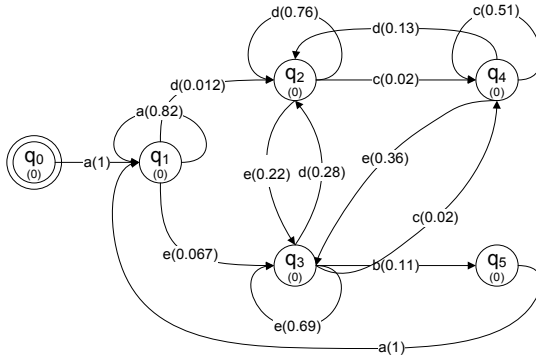 c(0.51)
d(0.76)
d(0.13)
q2
(0)
c(0.02)
q4
(0)
d(0.012)
a(0.82)
q0
(0)
a(1)
q1
(0)
e(0.22)
d(0.28)
e(0.36)
c(0.02)
e(0.067)
q3
(0)
b(0.11)
q5
(0)
e(0.69)
a(1)